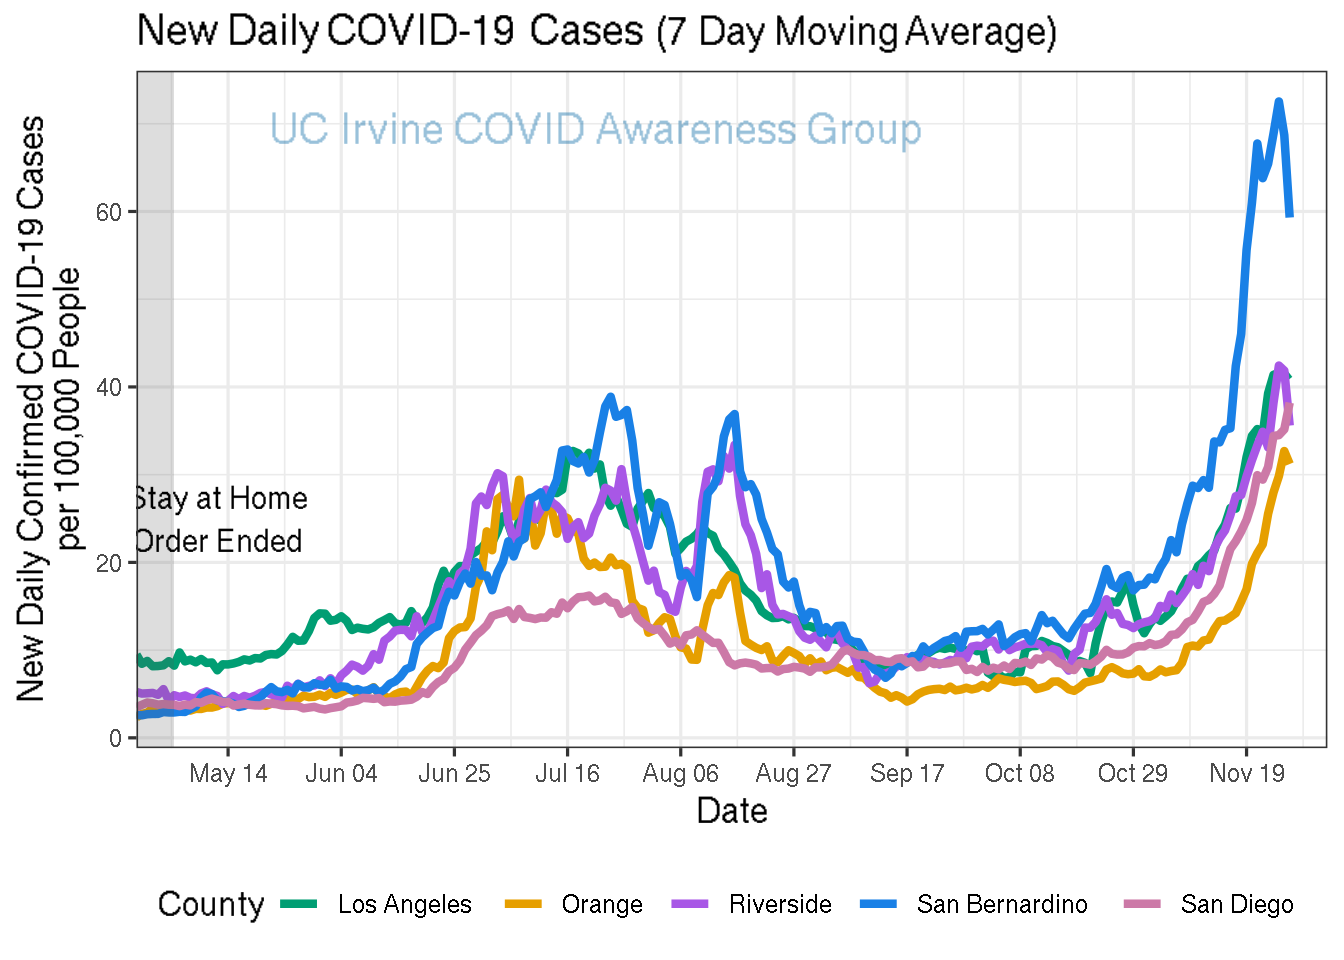 New Daily COVID-19 Cases (7 Day Moving Average)
UC Irvine COVID Awareness Group
New Daily Confirmed COVID-19 Cases
per 100,000 People
60
40
20
0
Stay at Home
Order Ended
May 14 Jun 04 Jun 25 Jul 16 Aug 06 Aug 27 Sep 17 Oct 08 Oct 29 Nov 19
Date
County Los Angeles Orange Riverside San Bernardino San Diego